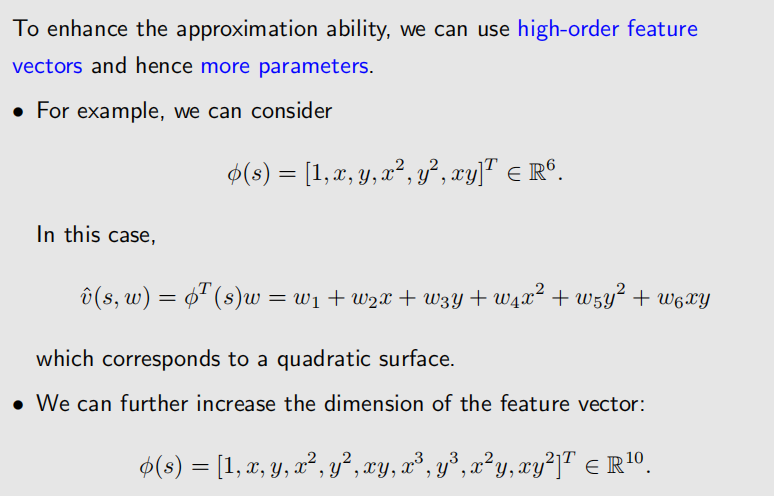 To enhance the approximation ability, we can use high-order feature
vectors and hence more parameters.
• For example, we can consider
ϕ(s) = [1, x, y, x², y², xy]ᵀ ∈ ℝ⁶.
In this case,
v̂(s, w) = ϕᵀ(s)w = w₁ + w₂x + w₃y + w₄x² + w₅y² + w₆xy
which corresponds to a quadratic surface.
• We can further increase the dimension of the feature vector:
ϕ(s) = [1, x, y, x², y², xy, x³, y³, x²y, xy²]ᵀ ∈ ℝ¹⁰.